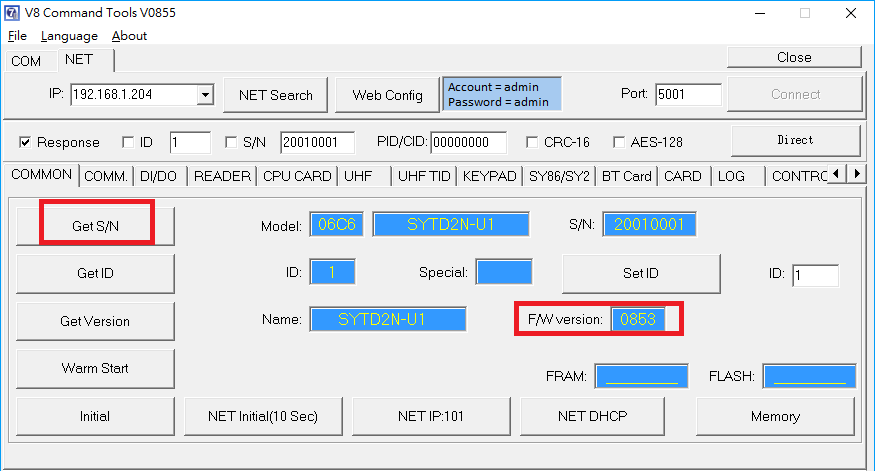 V8 Command Tools V0855
File Language About
COM NET Close
IP: 192.168.1.204 NET Search Web Config Account = admin Port: 5001 Connect
Password = admin
Response ID 1 S/N 20010001 PID/CID: 00000000 CRC-16 AES-128 Direct
COMMON COMM. DI/DO READER CPU CARD UHF UHF TID KEYPAD SY86/SY2 BT Card CARD LOG CONTRO
Get S/N Model: 06C6 SYTD2N-U1 S/N: 20010001
Get ID ID: 1 Special: Set ID ID: 1
Get Version Name: SYTD2N-U1 F/W version: 0853
Warm Start FRAM: FLASH:
Initial NET Initial(10 Sec) NET IP:101 NET DHCP Memory